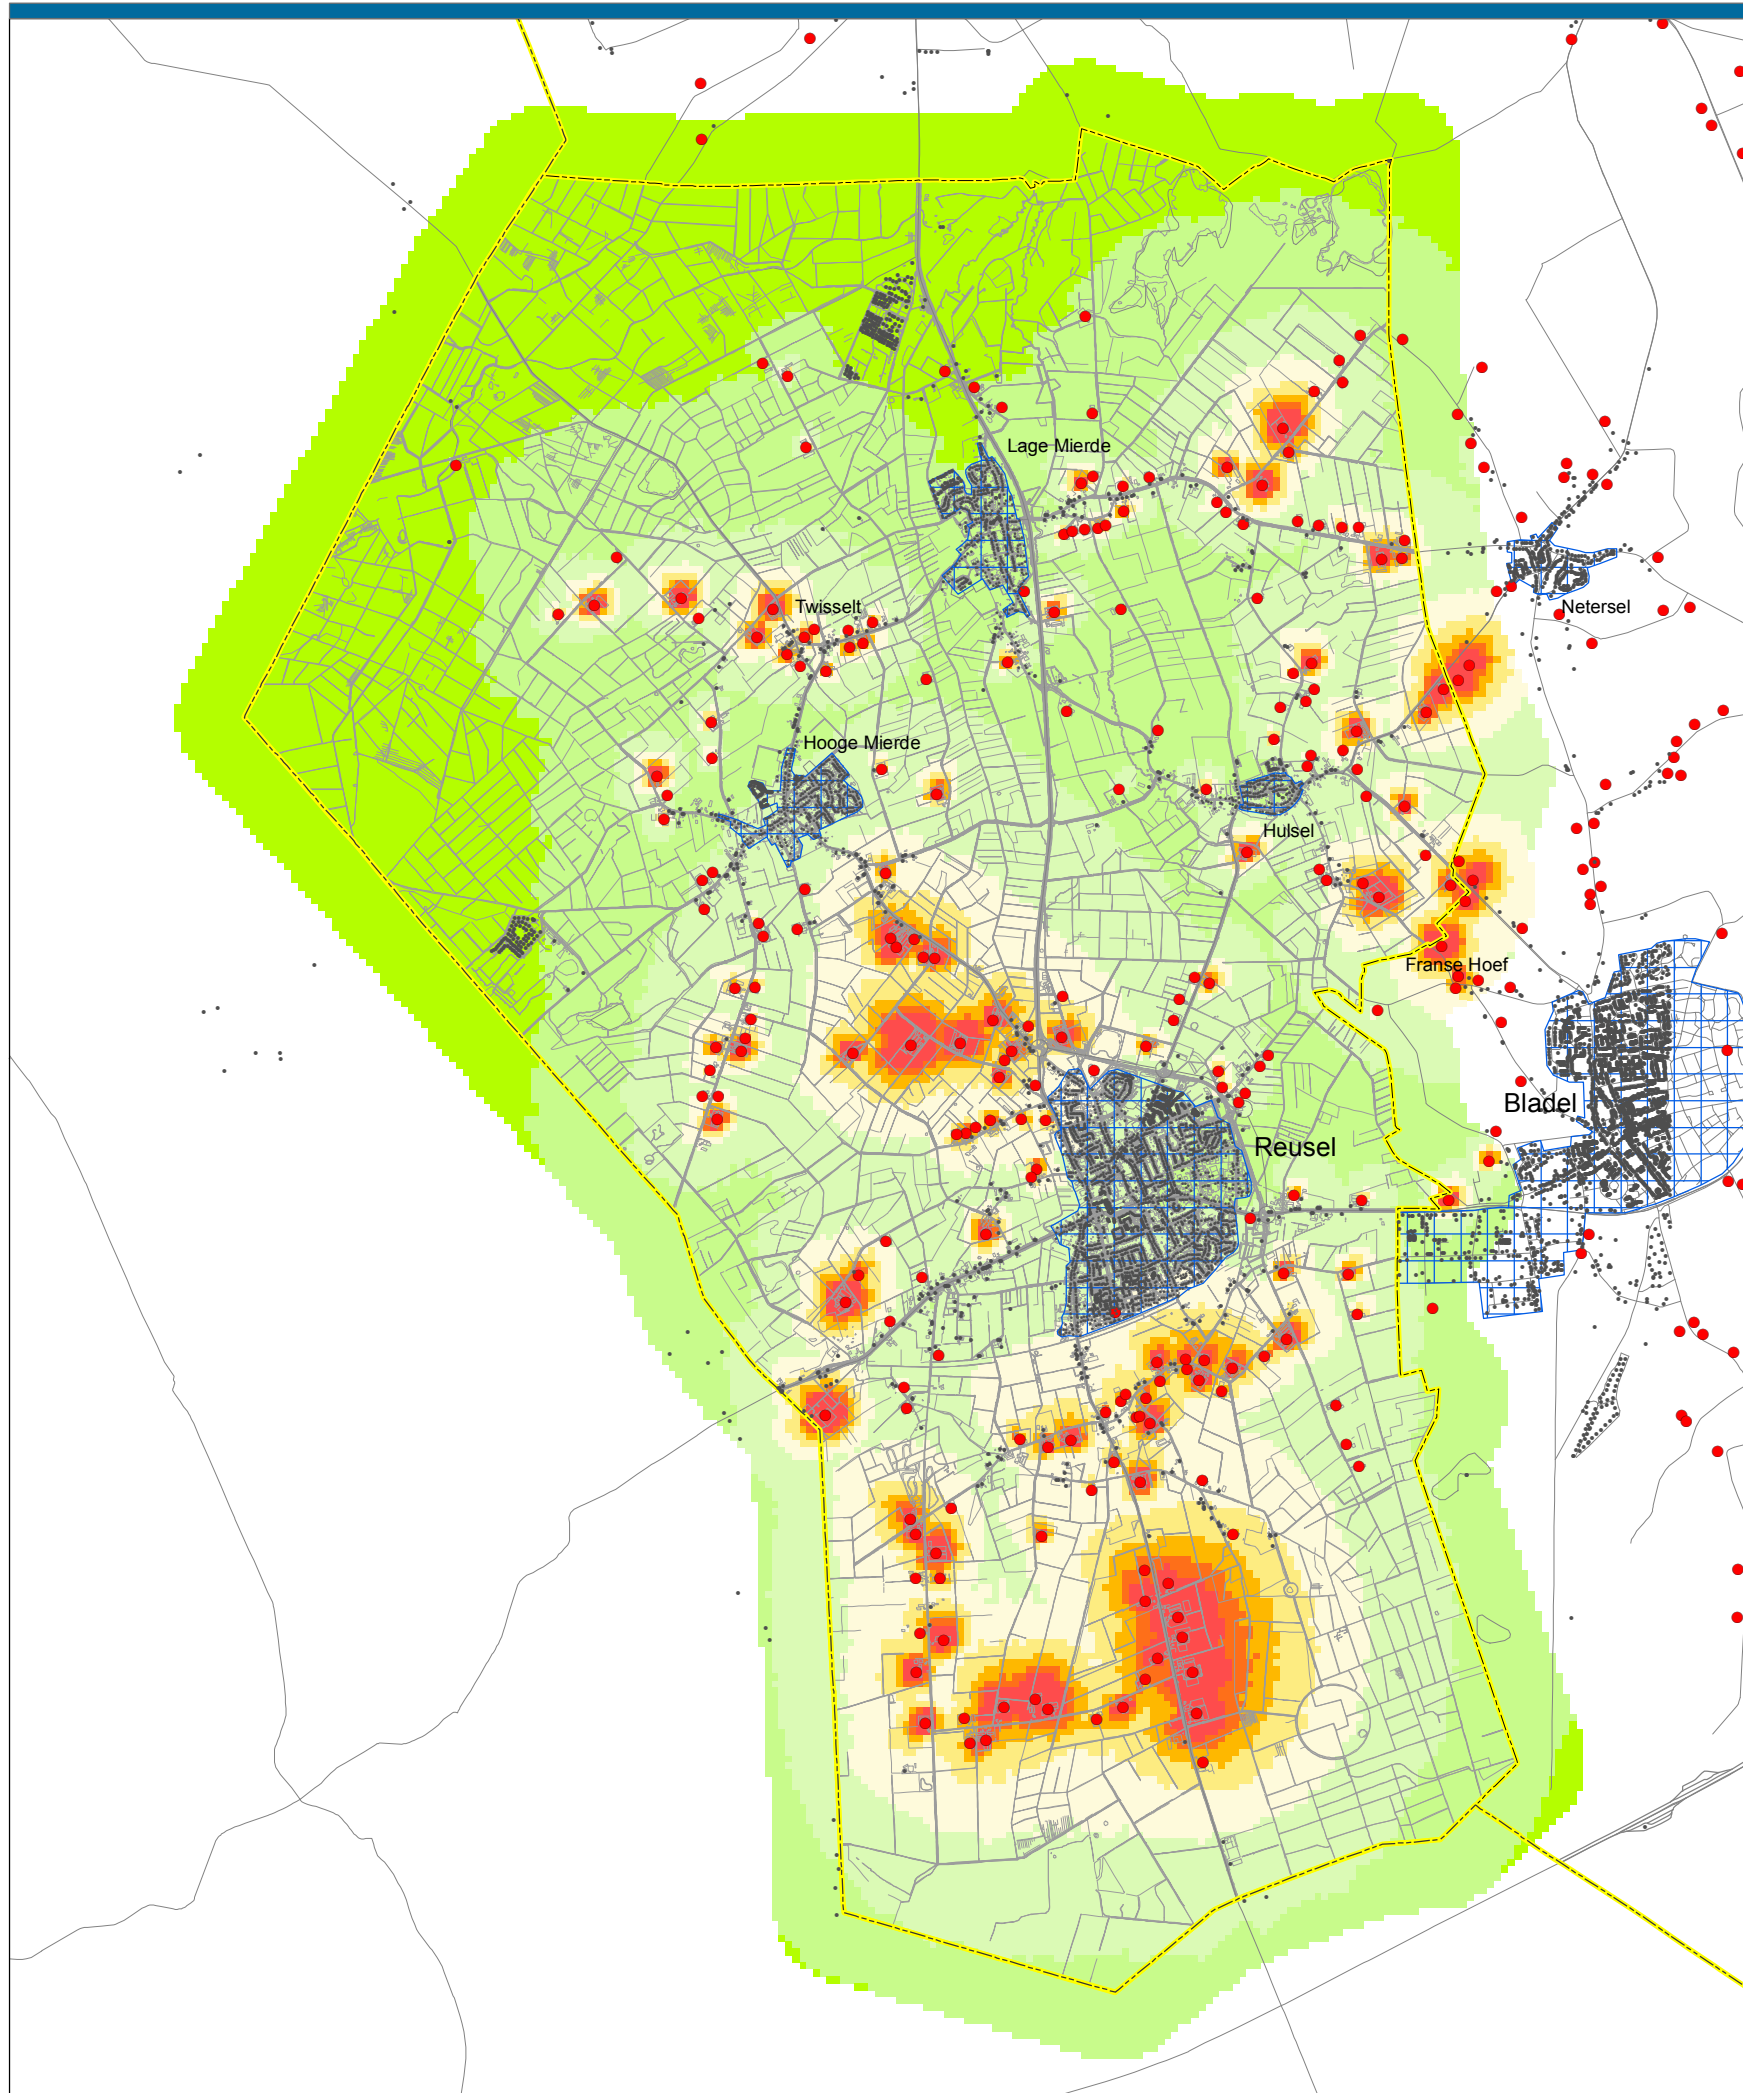 Lage Mierde
Twisselt
Netersel
Hooge Mierde
Hulsel
Franse Hoef
Bladel
Reusel